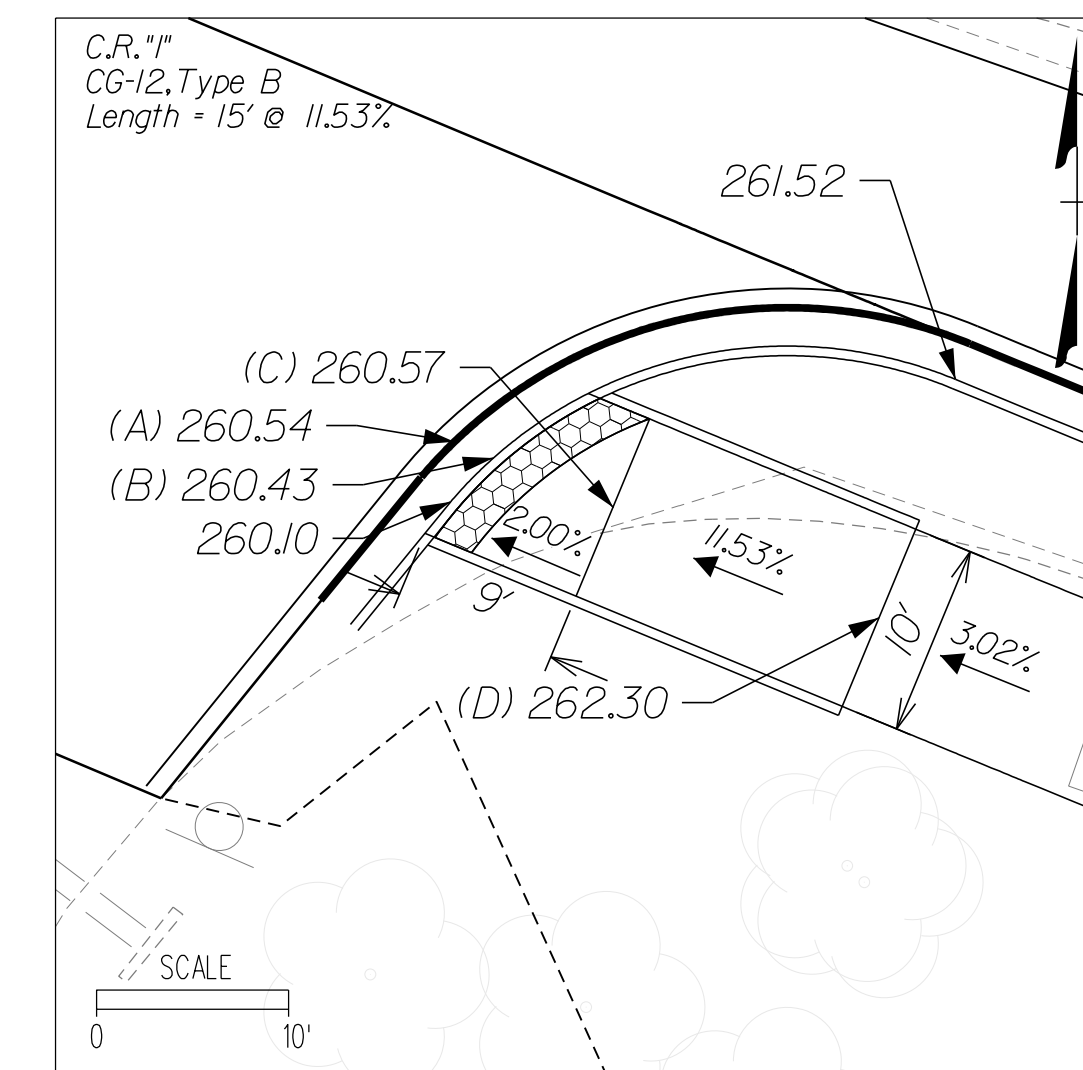 C.R."1"
CG-12,Type B
Length = 15' @ 11.53%
261.52
(C) 260.57
(A) 260.54
(B) 260.43
260.10
2.00%
11.53%
9'
10'
3.02%
(D) 262.30
SCALE
0 10'